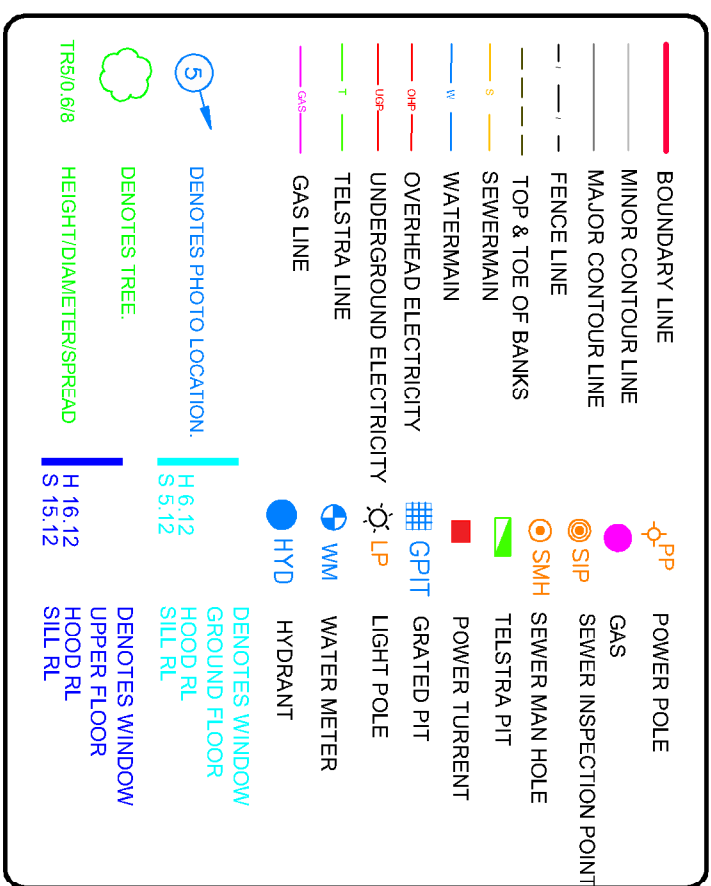 BOUNDARY LINE
MINOR CONTOUR LINE
MAJOR CONTOUR LINE
/ / FENCE LINE
TOP & TOE OF BANKS
S SEWERMAIN
W WATERMAIN
OHP OVERHEAD ELECTRICITY
UGP UNDERGROUND ELECTRICITY
T TELSTRA LINE
GAS GAS LINE
5 DENOTES PHOTO LOCATION.
DENOTES TREE.
TR5/0.6/8 HEIGHT/DIAMETER/SPREAD
PP POWER POLE
GAS
SIP SEWER INSPECTION POINT
SMH SEWER MAN HOLE
TELSTRA PIT
POWER TURRENT
GPIT GRATED PIT
LP LIGHT POLE
WM WATER METER
HYD HYDRANT
H 6.12
S 5.12
DENOTES WINDOW
GROUND FLOOR
HOOD RL
SILL RL
H 16.12
S 15.12
DENOTES WINDOW
UPPER FLOOR
HOOD RL
SILL RL